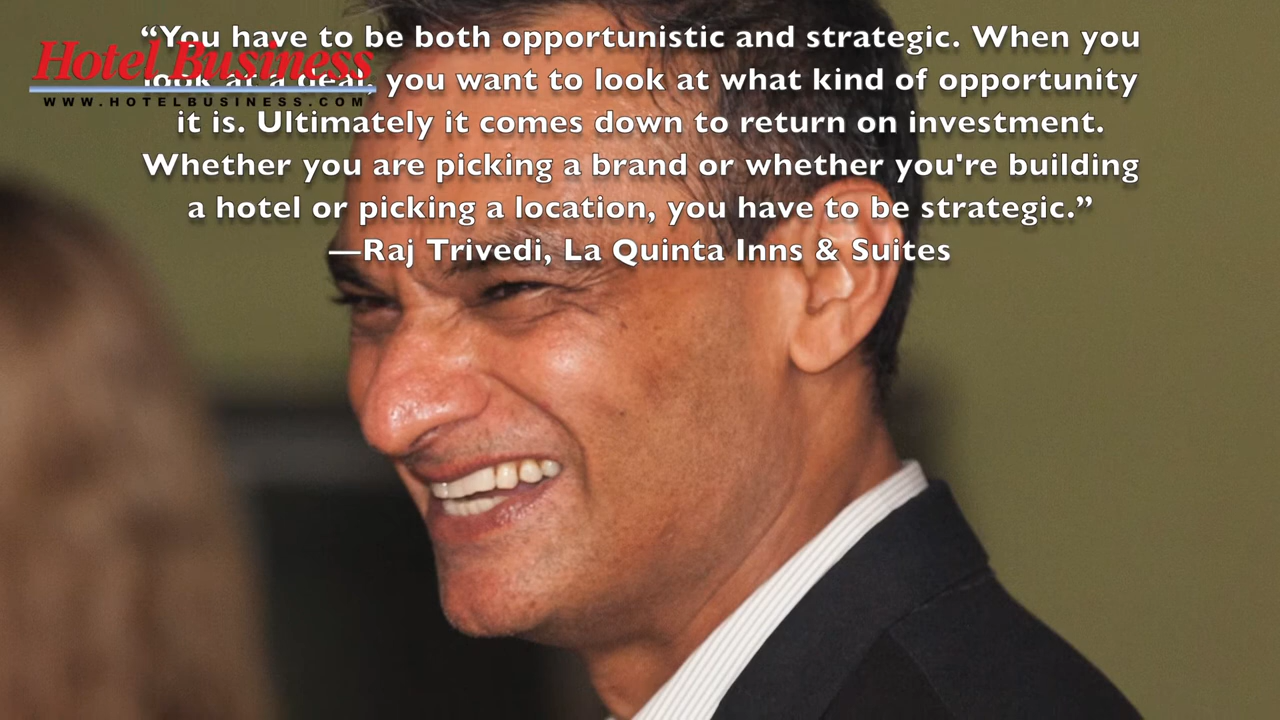 Hotel Business
WWW.HOTELBUSINESS.COM
“You have to be both opportunistic and strategic. When you
look at a deal, you want to look at what kind of opportunity
it is. Ultimately it comes down to return on investment.
Whether you are picking a brand or whether you're building
a hotel or picking a location, you have to be strategic.”
—Raj Trivedi, La Quinta Inns & Suites